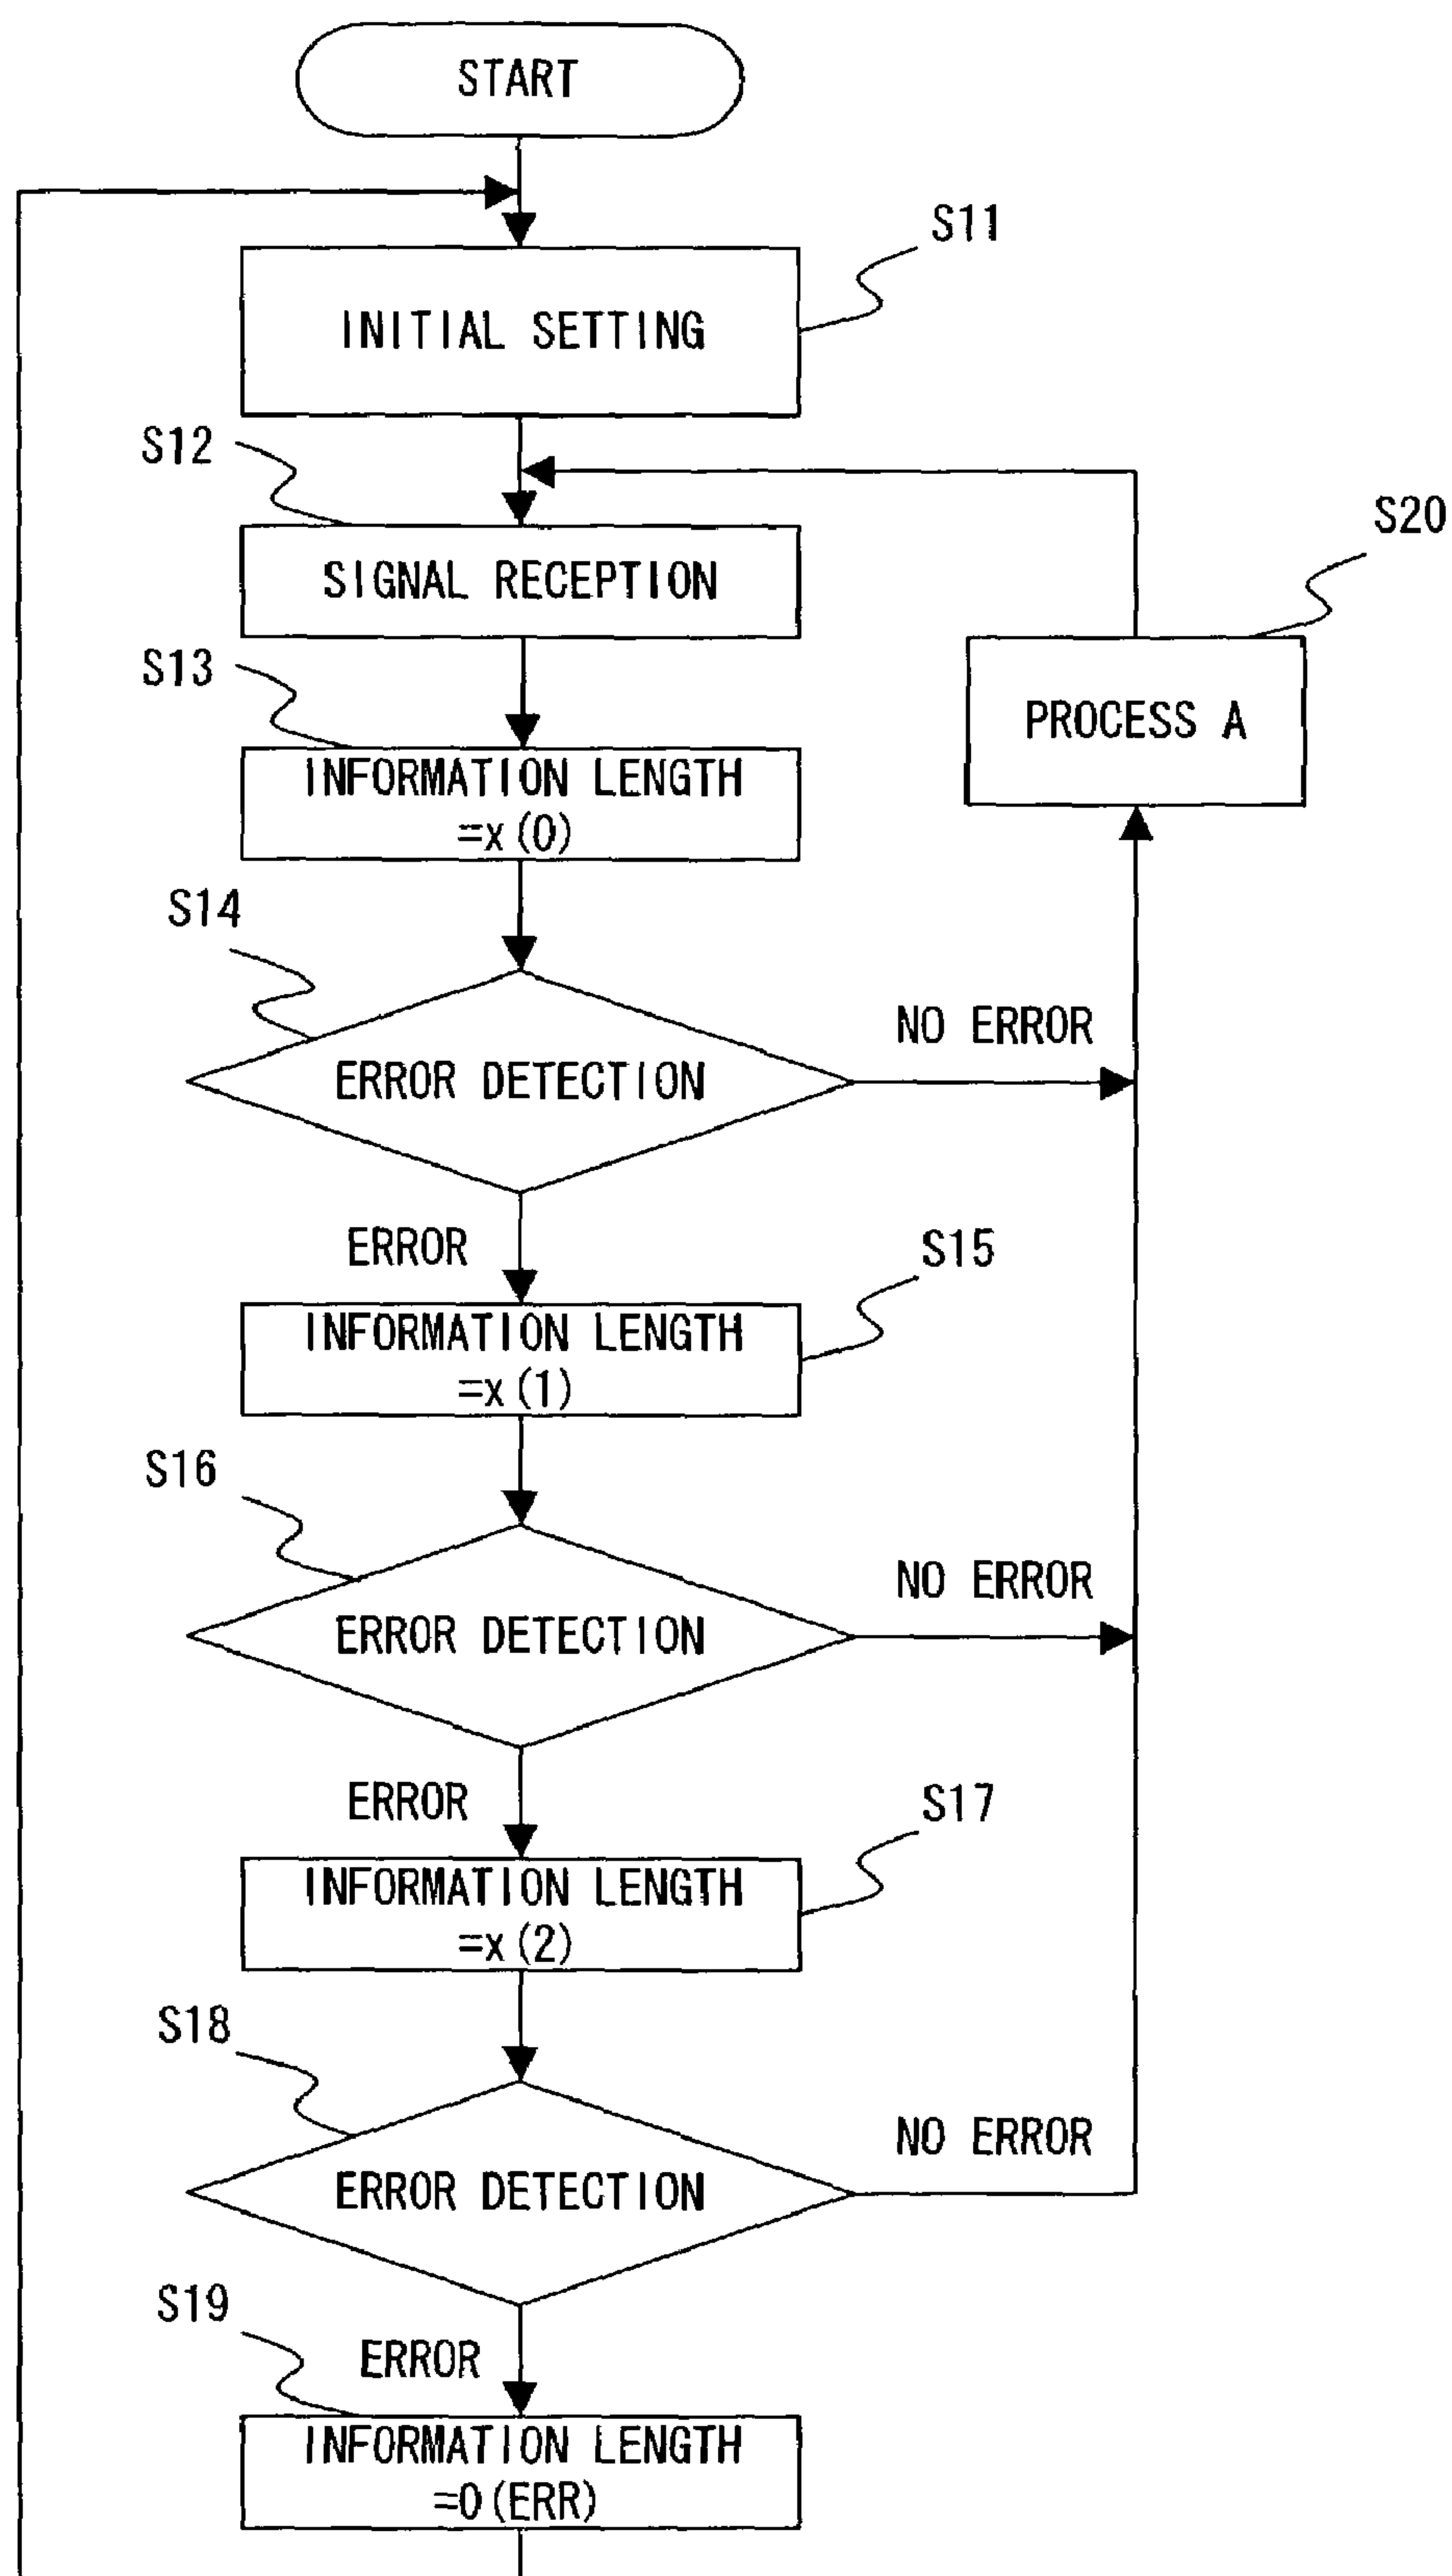 START
S11
INITIAL SETTING
S12
S20
SIGNAL RECEPTION
S13
PROCESS A
INFORMATION LENGTH
=x(0)
S14
NO ERROR
ERROR DETECTION
ERROR
S15
INFORMATION LENGTH
=x(1)
S16
NO ERROR
ERROR DETECTION
ERROR
S17
INFORMATION LENGTH
=x(2)
S18
NO ERROR
ERROR DETECTION
S19
ERROR
INFORMATION LENGTH
=0(ERR)